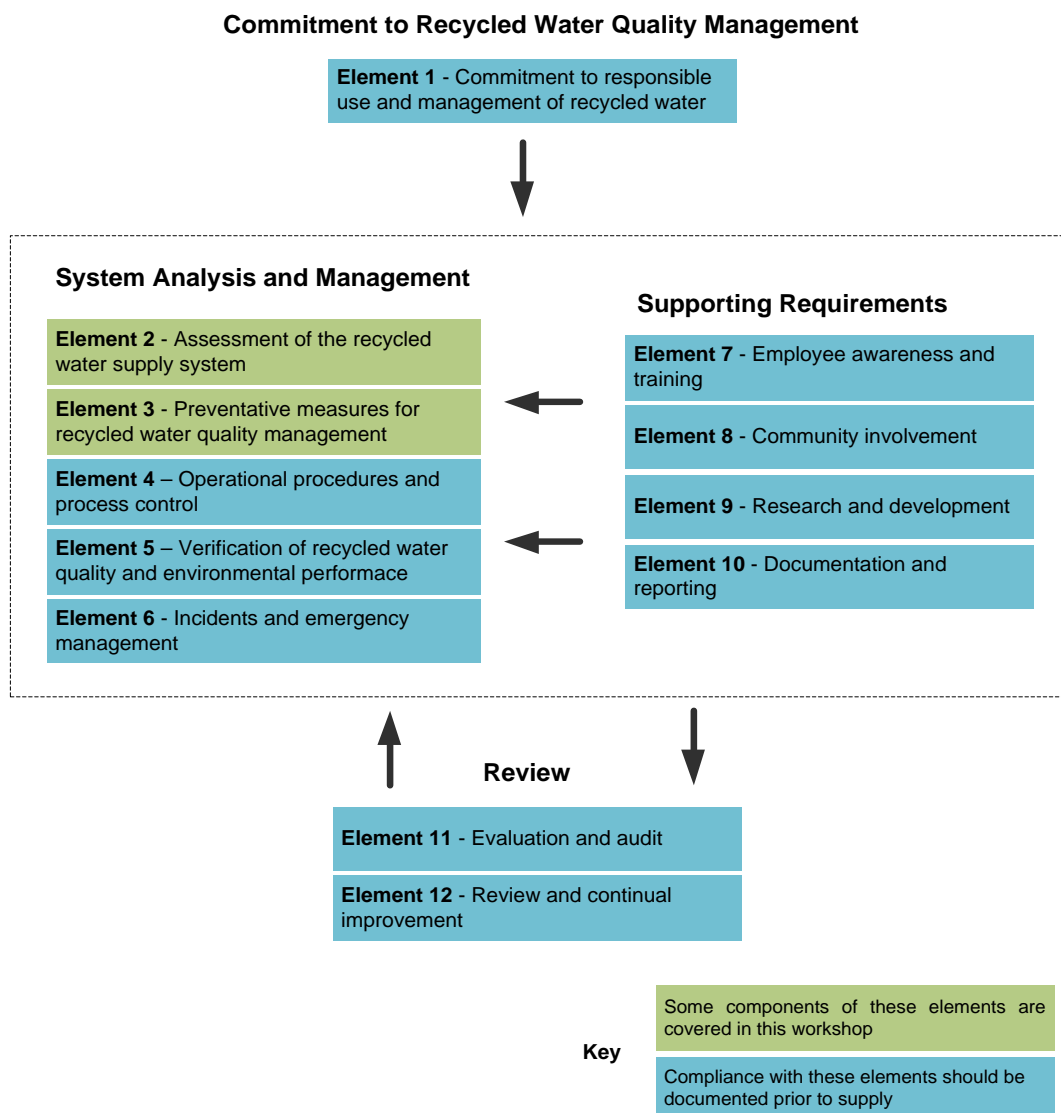 Commitment to Recycled Water Quality Management
Element 1 - Commitment to responsible
use and management of recycled water
System Analysis and Management
Element 2 - Assessment of the recycled
water supply system
Element 3 - Preventative measures for
recycled water quality management
Element 4 – Operational procedures and
process control
Element 5 – Verification of recycled water
quality and environmental performace
Element 6 - Incidents and emergency
management
Supporting Requirements
Element 7 - Employee awareness and
training
Element 8 - Community involvement
Element 9 - Research and development
Element 10 - Documentation and
reporting
Review
Element 11 - Evaluation and audit
Element 12 - Review and continual
improvement
Key
Some components of these elements are
covered in this workshop
Compliance with these elements should be
documented prior to supply